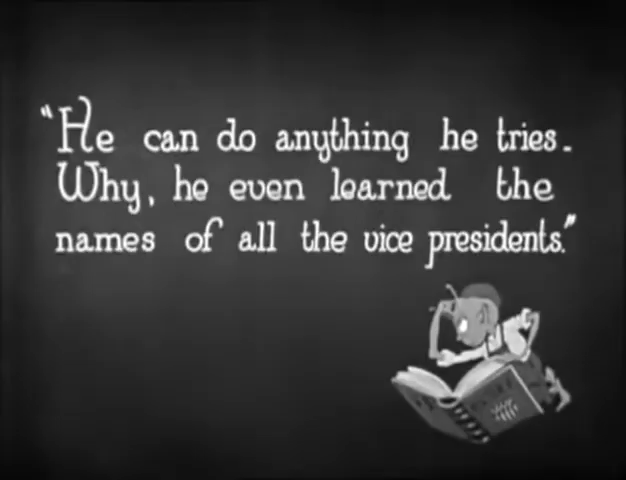 "He can do anything he tries.
Why, he even learned the
names of all the vice presidents."